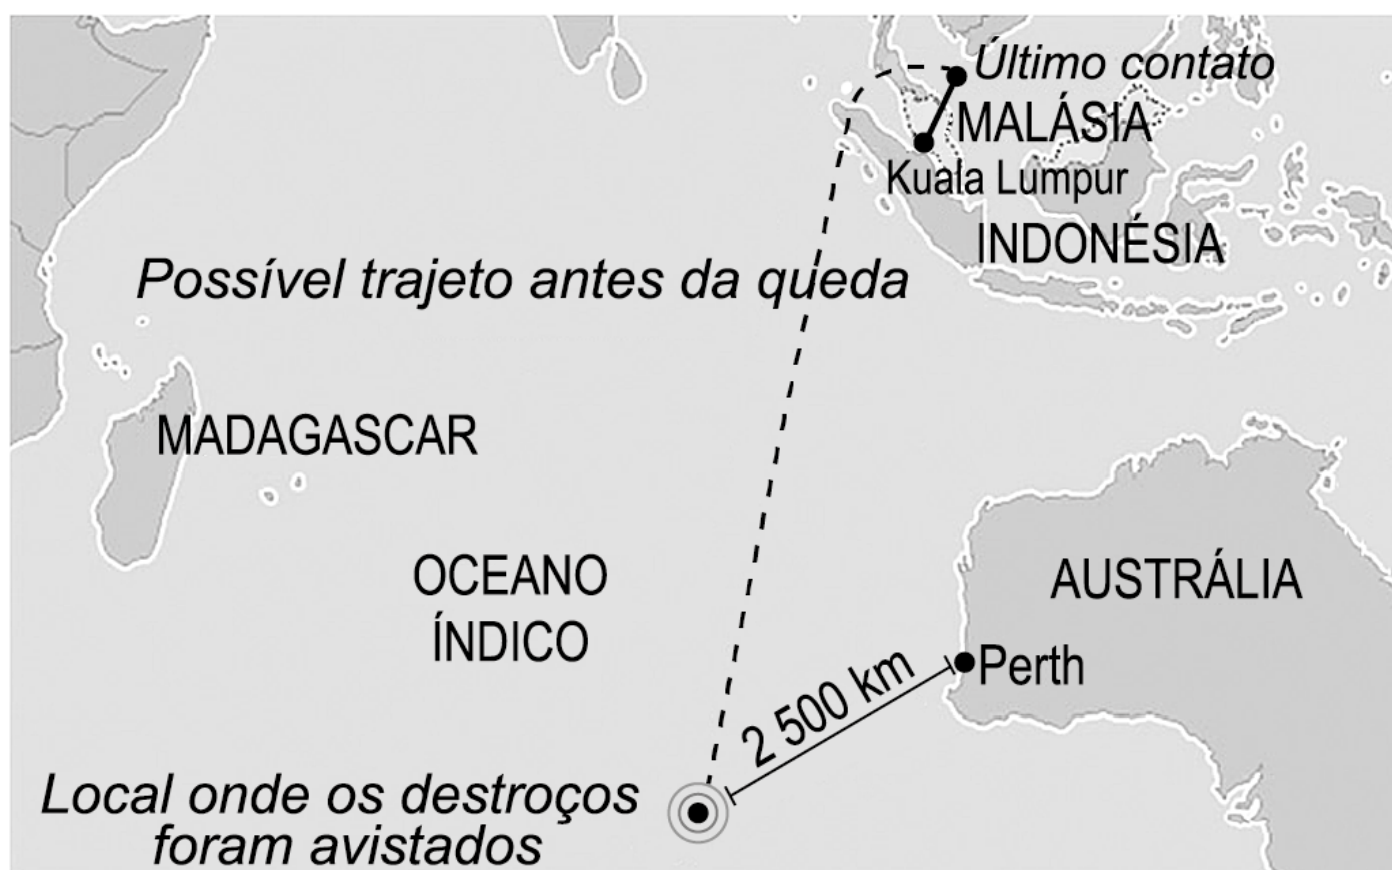 Último contato
MALÁSIA
Kuala Lumpur
INDONÉSIA
Possível trajeto antes da queda
MADAGASCAR
OCEANO
ÍNDICO
AUSTRÁLIA
Perth
2 500 km
Local onde os destroços
foram avistados